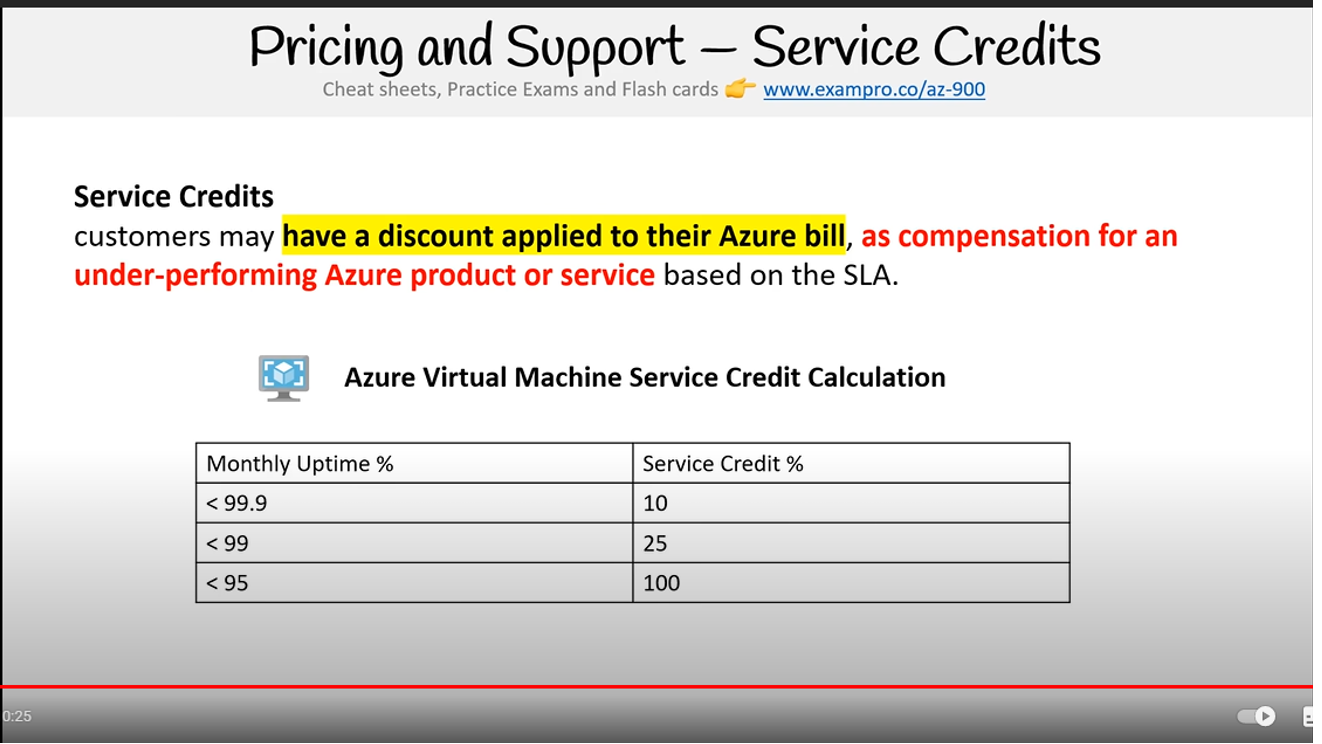 Pricing and Support – Service Credits
Cheat sheets, Practice Exams and Flash cards 👉 www.exampro.co/az-900
Service Credits
customers may have a discount applied to their Azure bill, as compensation for an
under-performing Azure product or service based on the SLA.
Azure Virtual Machine Service Credit Calculation
Monthly Uptime % Service Credit %
< 99.9 10
< 99 25
< 95 100
0:25